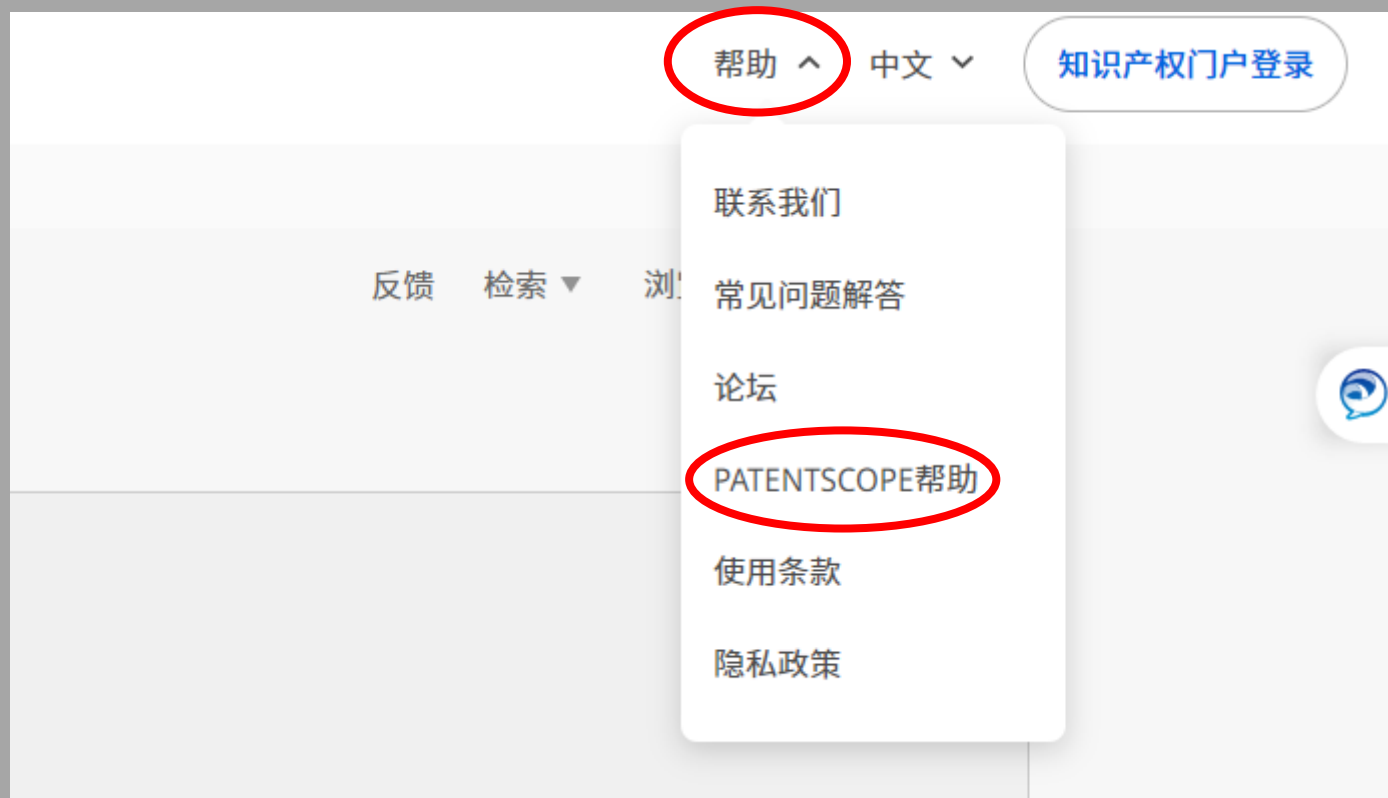 帮助 中文 知识产权门户登录
联系我们
反馈 检索
常见问题解答
论坛
PATENTSCOPE帮助
使用条款
隐私政策